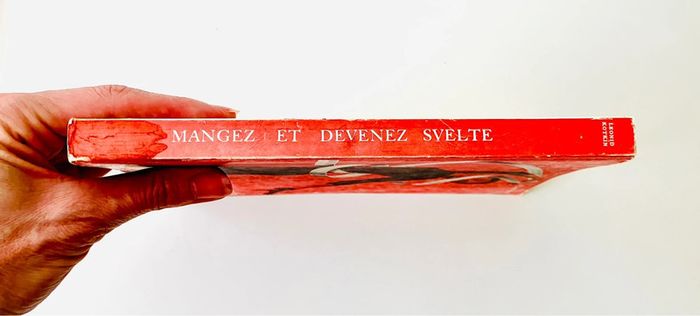 MANGEZ ET DEVENEZ SVELTE
LEONID
KOTKIN